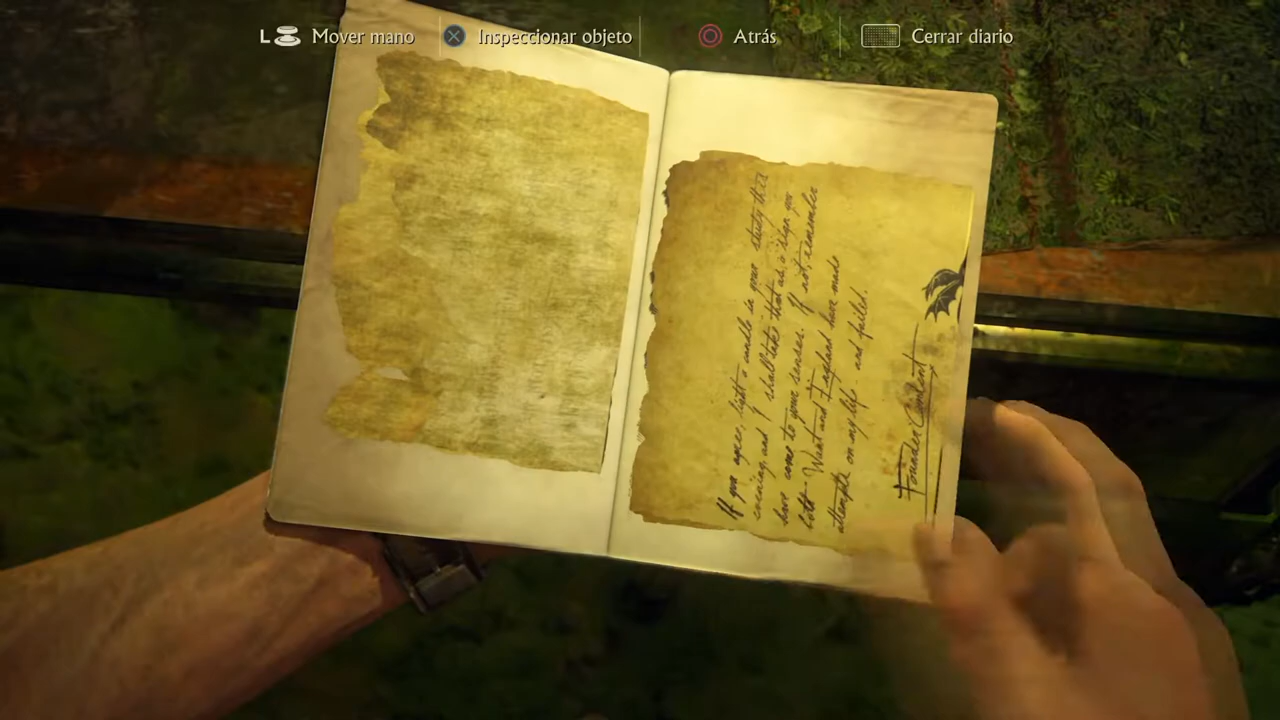 L Mover mano
Inspeccionar objeto
Atrás
Cerrar diario
If you agree, light a candle in your study this
evening, and I shall take that as a sign you
have come to your senses. If not, remember
both Want and England have made
attempts on my life - and failed.
Founder